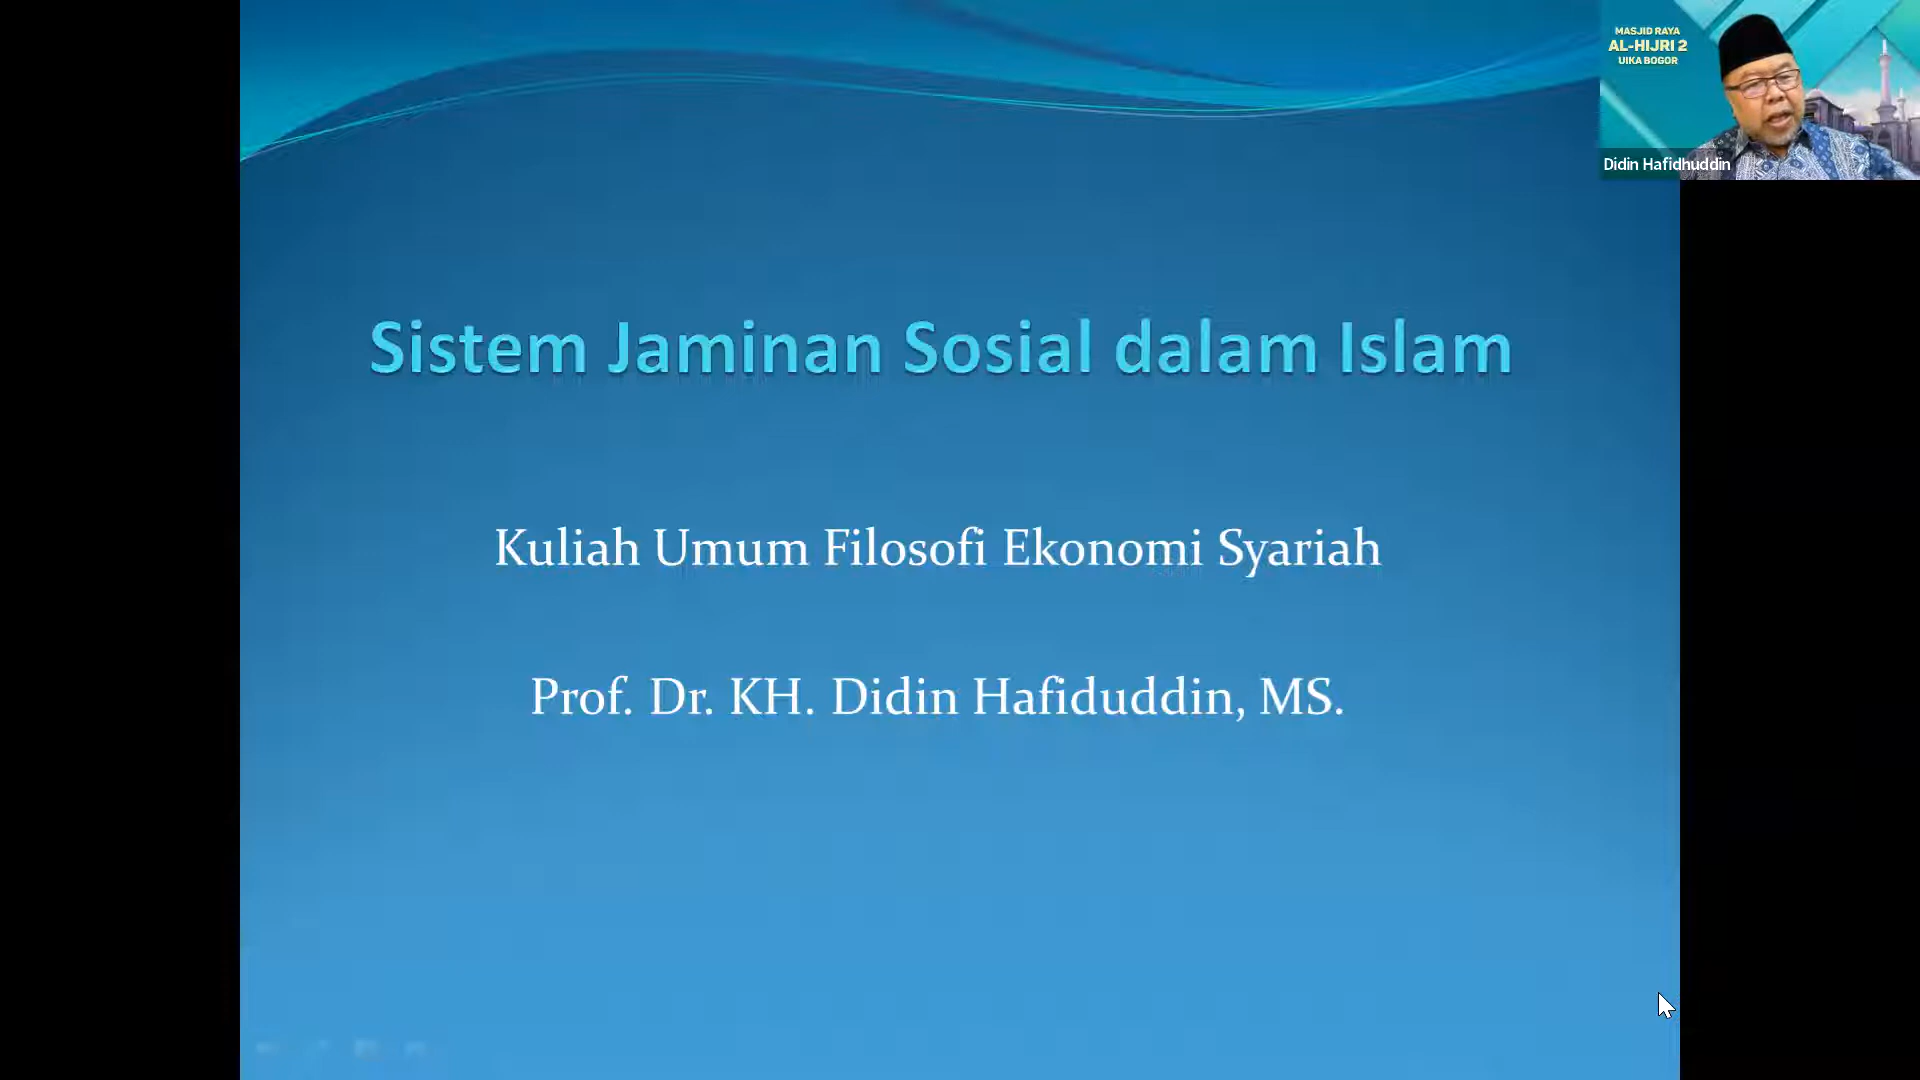 MASJID RAYA
AL-HIJRI 2
UIKA BOGOR
Didin Hafidhuddin
Sistem Jaminan Sosial dalam Islam
Kuliah Umum Filosofi Ekonomi Syariah
Prof. Dr. KH. Didin Hafiduddin, MS.